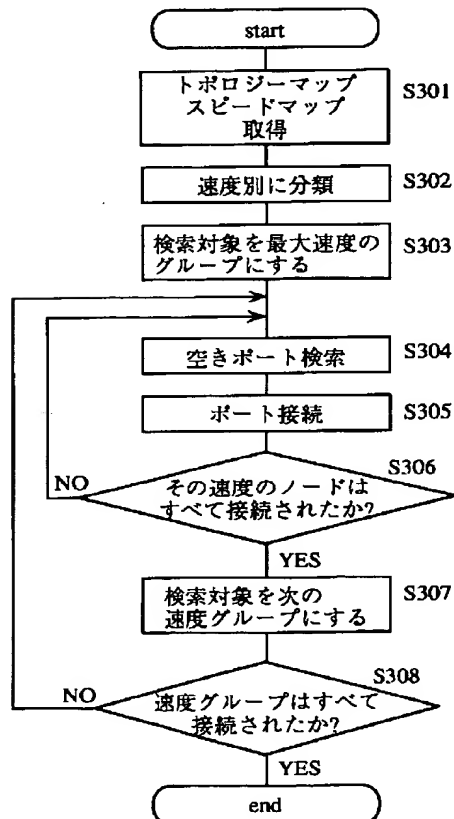 start
トポロジーマップ
スピードマップ
取得
S301
速度別に分類
S302
検索対象を最大速度の
グループにする
S303
空きポート検索
S304
ポート接続
S305
S306
その速度のノードは
すべて接続されたか?
NO
YES
検索対象を次の
速度グループにする
S307
S308
速度グループはすべて
接続されたか?
NO
YES
end